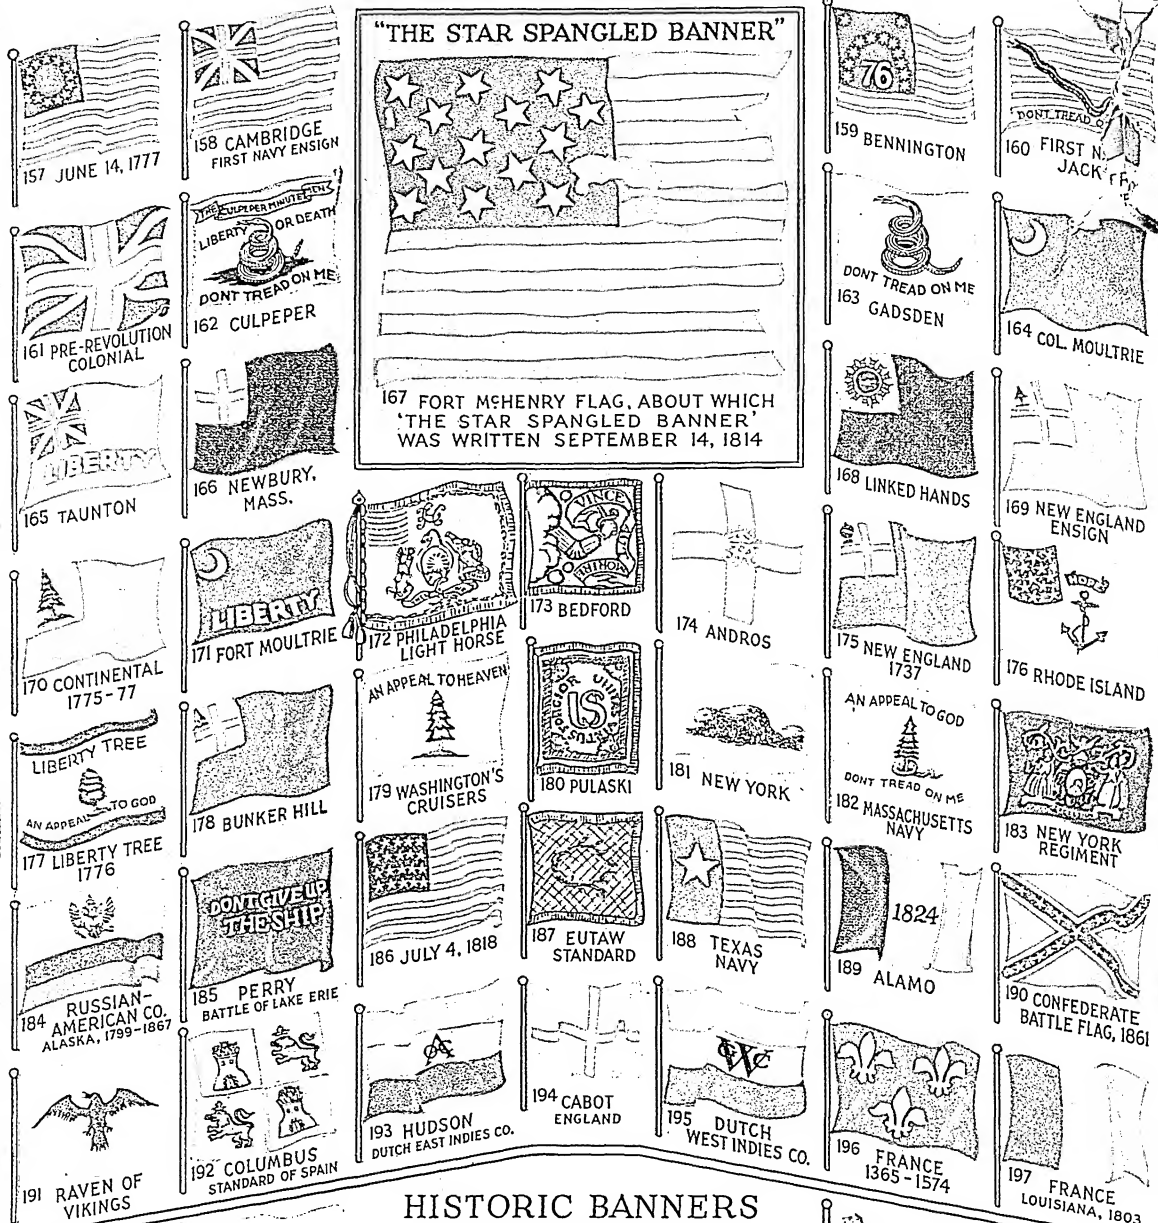 "THE STAR SPANGLED BANNER"
157 JUNE 14, 1777
158 CAMBRIDGE
FIRST NAVY ENSIGN
76
159 BENNINGTON
DONT TREAD
160 FIRST
JACK
161 PRE-REVOLUTION
COLONIAL
THE CULPEPER MINUTE MEN
LIBERTY OR DEATH
DONT TREAD ON ME
162 CULPEPER
DONT TREAD ON ME
163 GADSDEN
164 COL. MOULTRIE
LIBERTY
165 TAUNTON
166 NEWBURY,
MASS.
167 FORT McHENRY FLAG, ABOUT WHICH
'THE STAR SPANGLED BANNER'
WAS WRITTEN SEPTEMBER 14, 1814
168 LINKED HANDS
169 NEW ENGLAND
ENSIGN
170 CONTINENTAL
1775-77
LIBERTY
171 FORT MOULTRIE
172 PHILADELPHIA
LIGHT HORSE
VINCE
AUT
MORIRE
173 BEDFORD
174 ANDROS
175 NEW ENGLAND
1737
HOPE
176 RHODE ISLAND
LIBERTY TREE
AN APPEAL TO GOD
177 LIBERTY TREE
1776
178 BUNKER HILL
AN APPEAL TO HEAVEN
179 WASHINGTON'S
CRUISERS
UNITA VIRTUS FORCIOR
US
180 PULASKI
181 NEW YORK
AN APPEAL TO GOD
DONT TREAD ON ME
182 MASSACHUSETTS
NAVY
183 NEW YORK
REGIMENT
184 RUSSIAN-
AMERICAN CO.
ALASKA, 1799-1867
DONT GIVE UP
THE SHIP
185 PERRY
BATTLE OF LAKE ERIE
186 JULY 4, 1818
187 EUTAW
STANDARD
188 TEXAS
NAVY
1824
189 ALAMO
190 CONFEDERATE
BATTLE FLAG, 1861
191 RAVEN OF
VIKINGS
192 COLUMBUS
STANDARD OF SPAIN
193 HUDSON
DUTCH EAST INDIES CO.
194 CABOT
ENGLAND
GWC
195 DUTCH
WEST INDIES CO.
196 FRANCE
1365-1574
197 FRANCE
LOUISIANA, 1803
HISTORIC BANNERS